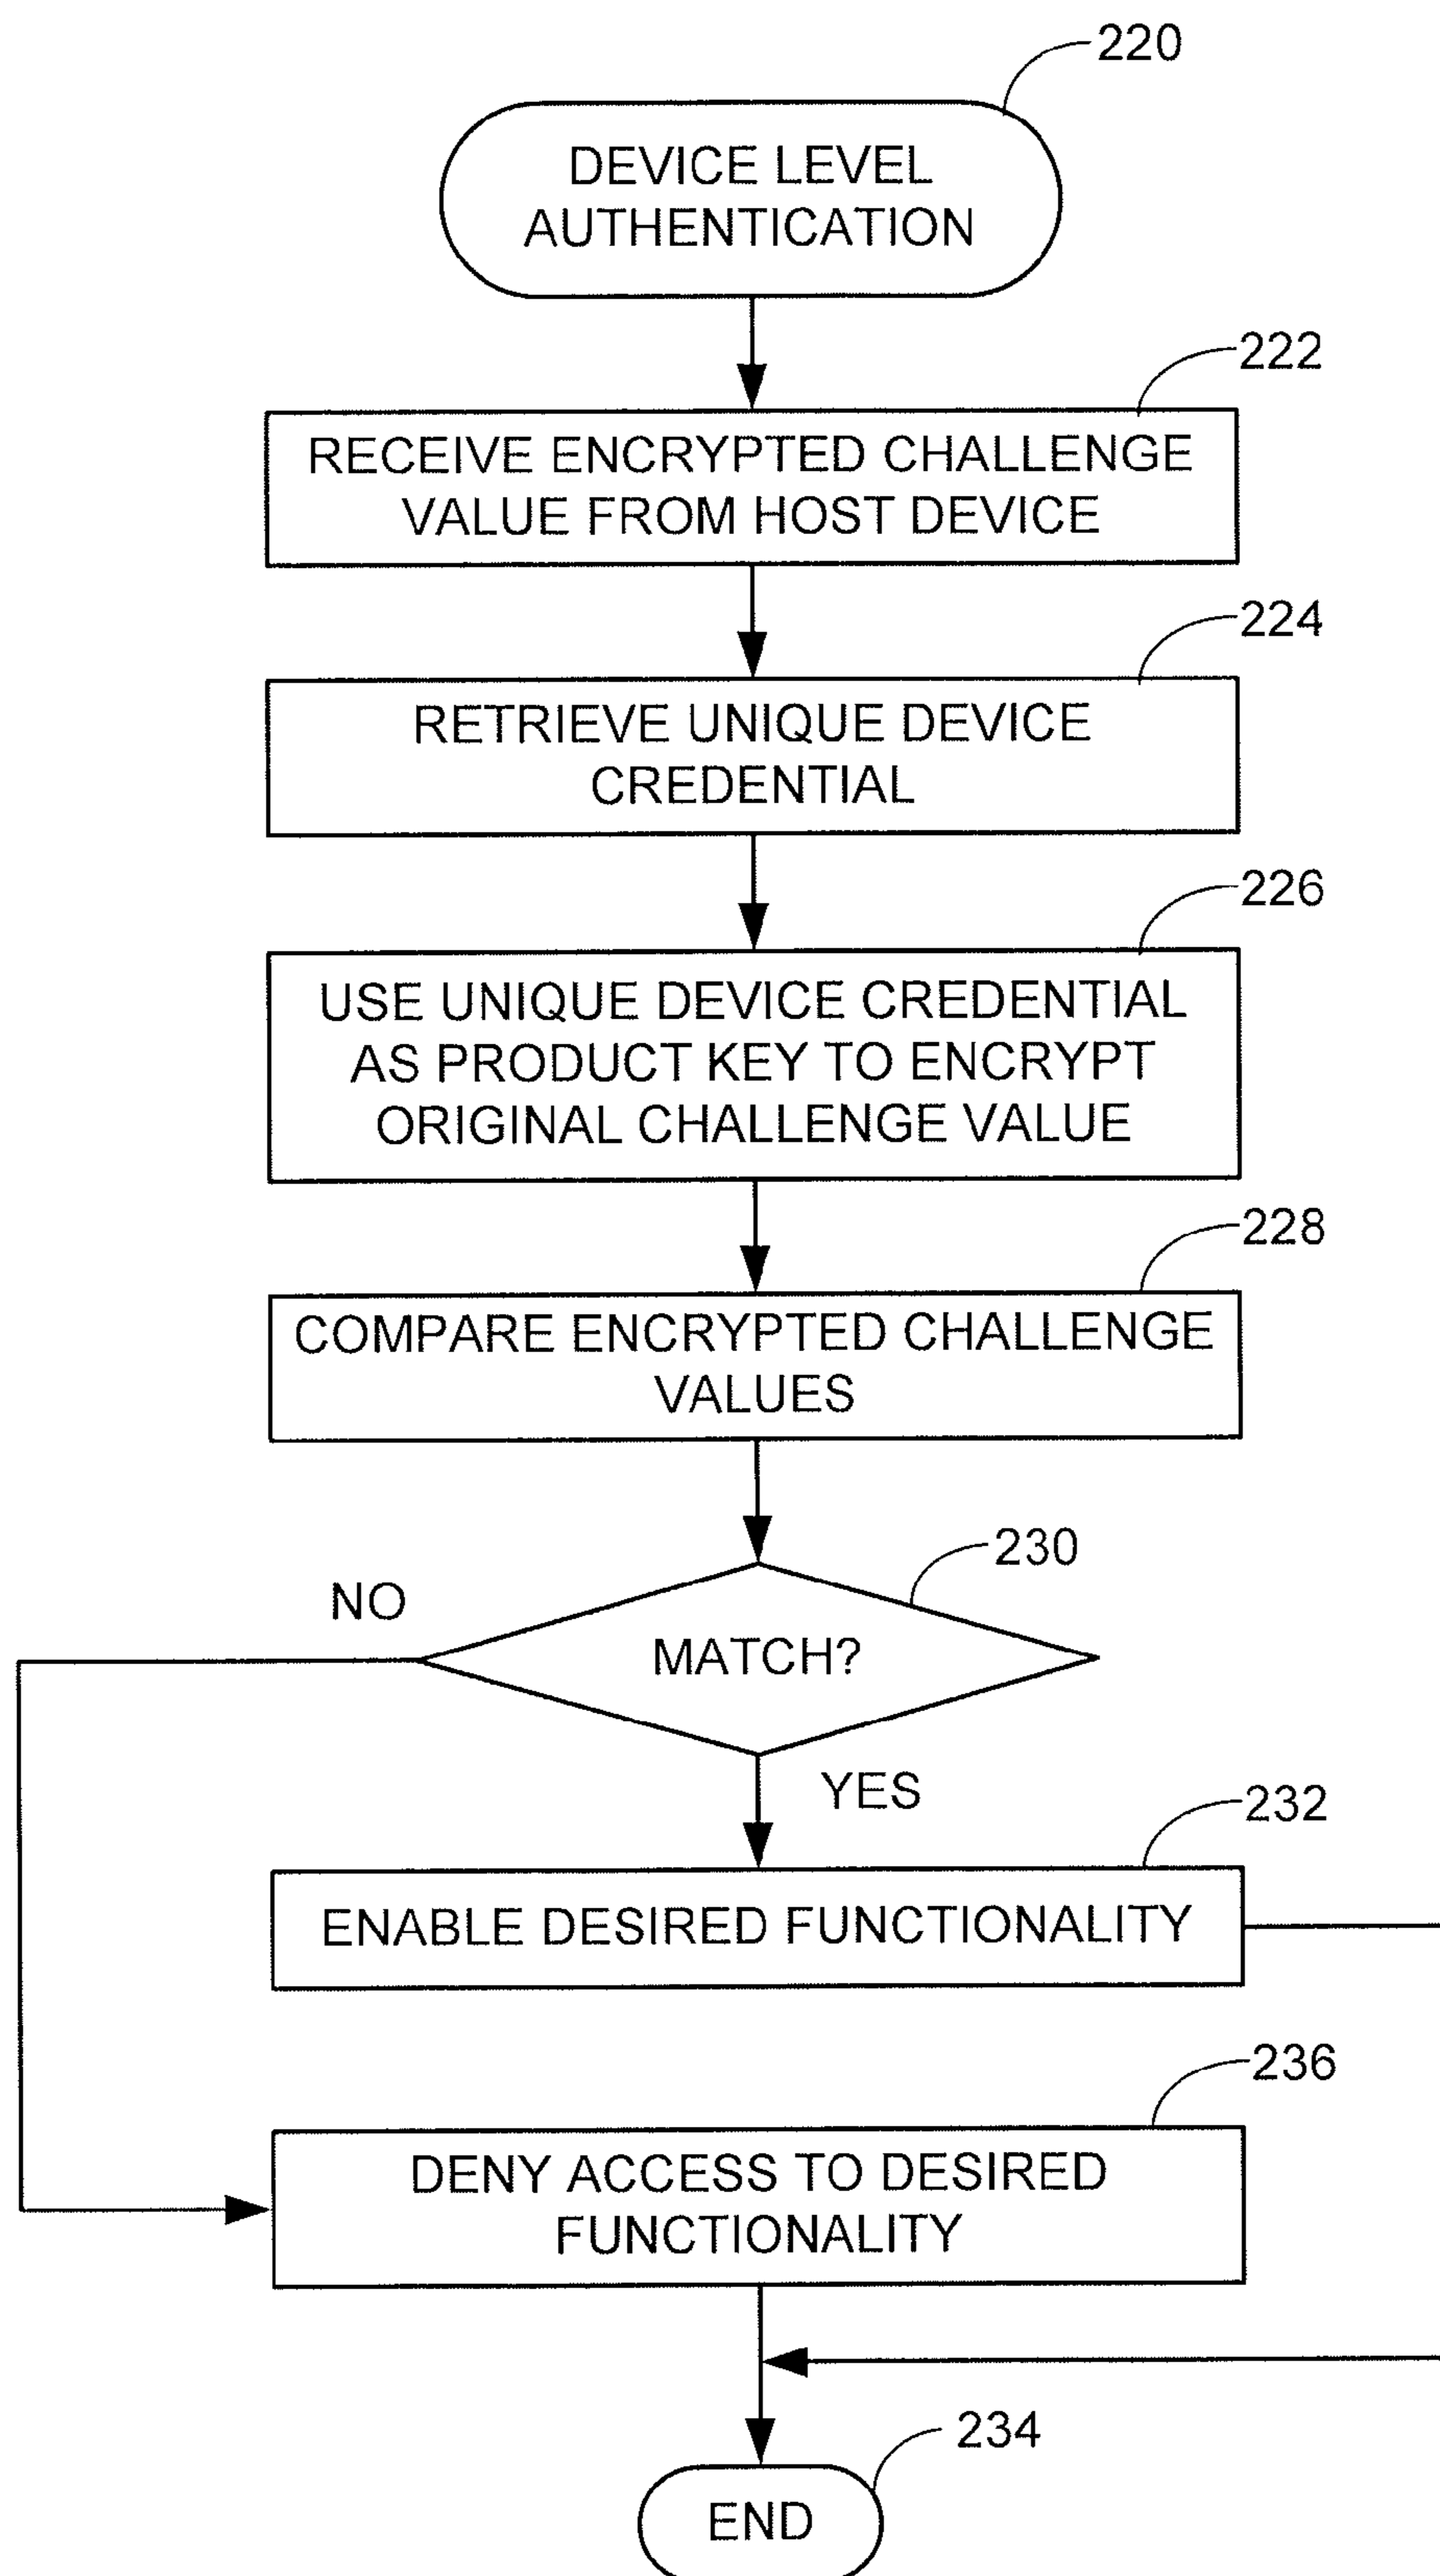 220
DEVICE LEVEL
AUTHENTICATION
222
RECEIVE ENCRYPTED CHALLENGE
VALUE FROM HOST DEVICE
224
RETRIEVE UNIQUE DEVICE
CREDENTIAL
226
USE UNIQUE DEVICE CREDENTIAL
AS PRODUCT KEY TO ENCRYPT
ORIGINAL CHALLENGE VALUE
228
COMPARE ENCRYPTED CHALLENGE
VALUES
230
NO
MATCH?
YES
232
ENABLE DESIRED FUNCTIONALITY
236
DENY ACCESS TO DESIRED
FUNCTIONALITY
234
END